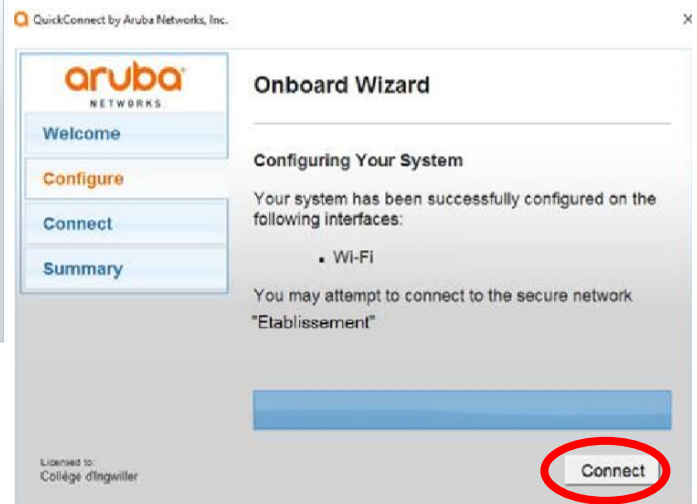 QuickConnect by Aruba Networks, Inc.
aruba
NETWORKS
Welcome
Configure
Connect
Summary
Onboard Wizard
Configuring Your System
Your system has been successfully configured on the
following interfaces:
Wi-Fi
You may attempt to connect to the secure network
"Etablissement"
Licensed to:
Collège d'Ingwiller
Connect